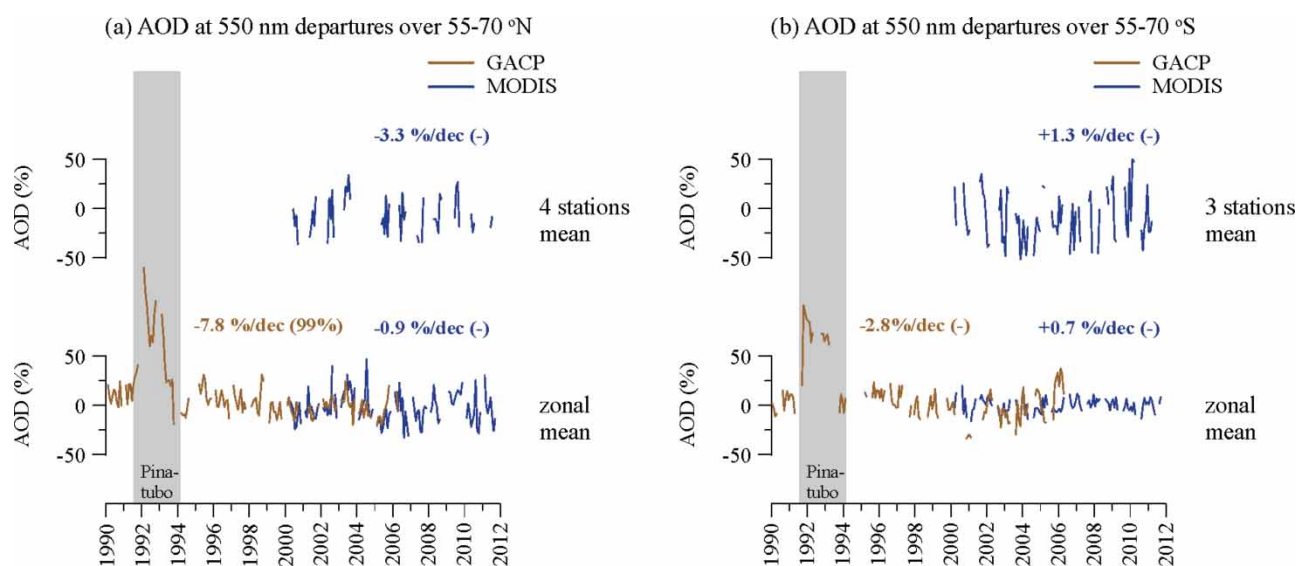 (a) AOD at 550 nm departures over 55-70 °N
GACP
MODIS
-3.3 %/dec (-)
AOD (%)
50
0
-50
4 stations
mean
-7.8 %/dec (99%)
-0.9 %/dec (-)
AOD (%)
50
0
-50
zonal
mean
Pina-
tubo
1990
1992
1994
1996
1998
2000
2002
2004
2006
2008
2010
2012
(b) AOD at 550 nm departures over 55-70 °S
GACP
MODIS
+1.3 %/dec (-)
AOD (%)
50
0
-50
3 stations
mean
-2.8%/dec (-)
+0.7 %/dec (-)
AOD (%)
50
0
-50
zonal
mean
Pina-
tubo
1990
1992
1994
1996
1998
2000
2002
2004
2006
2008
2010
2012